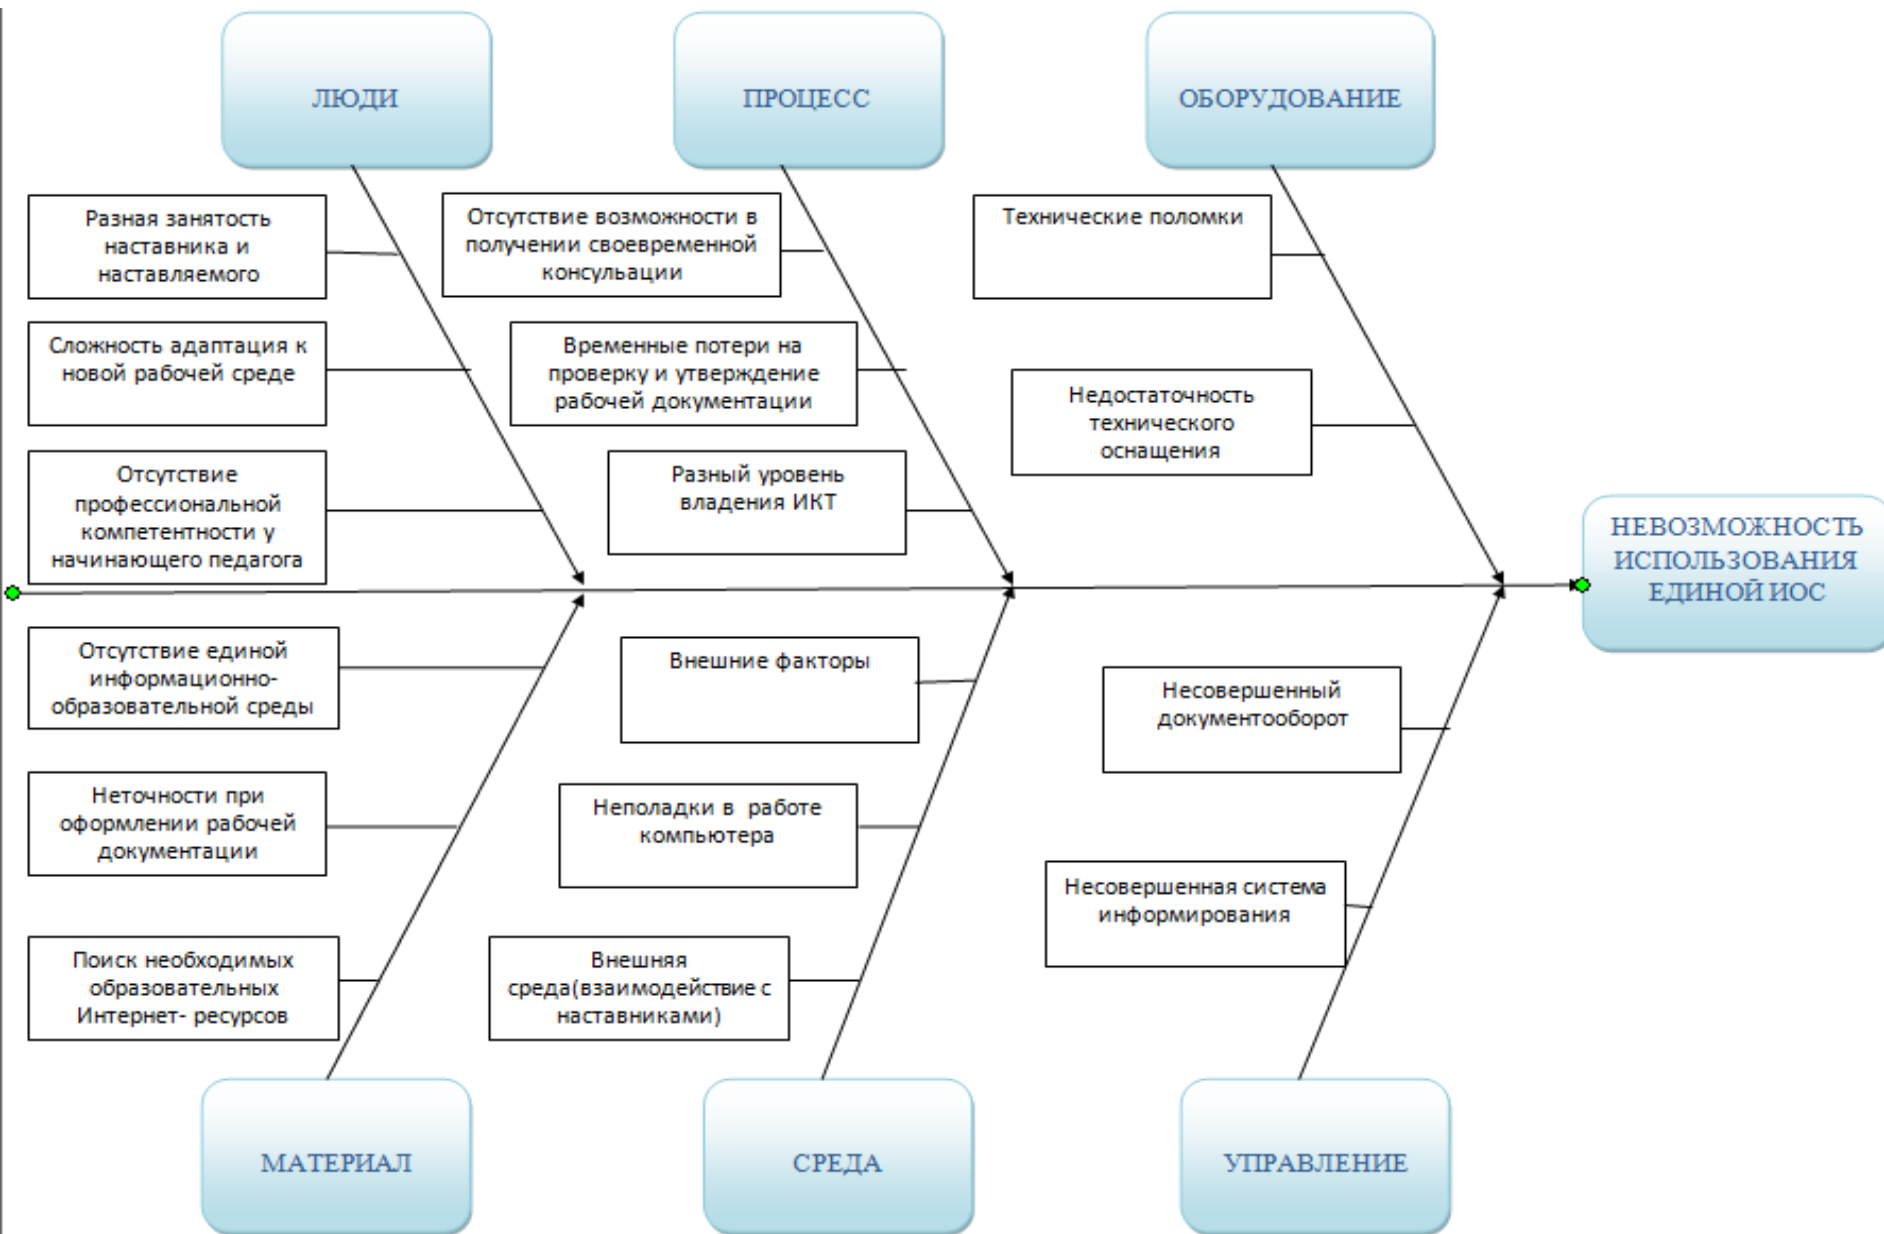 ЛЮДИ
ПРОЦЕСС
ОБОРУДОВАНИЕ
Разная занятость
наставника и
наставляемого
Отсутствие возможности в
получении своевременной
консульации
Технические поломки
Сложность адаптация к
новой рабочей среде
Временные потери на
проверку и утверждение
рабочей документации
Недостаточность
технического
оснащения
Отсутствие
профессиональной
компетентности у
начинающего педагога
Разный уровень
владения ИКТ
НЕВОЗМОЖНОСТЬ
ИСПОЛЬЗОВАНИЯ
ЕДИНОЙ ИОС
Отсутствие единой
информационно-
образовательной среды
Внешние факторы
Несовершенный
документооборот
Неточности при
оформлении рабочей
документации
Неполадки в работе
компьютера
Несовершенная система
информирования
Поиск необходимых
образовательных
Интернет- ресурсов
Внешняя
среда(взаимодействие с
наставниками)
МАТЕРИАЛ
СРЕДА
УПРАВЛЕНИЕ